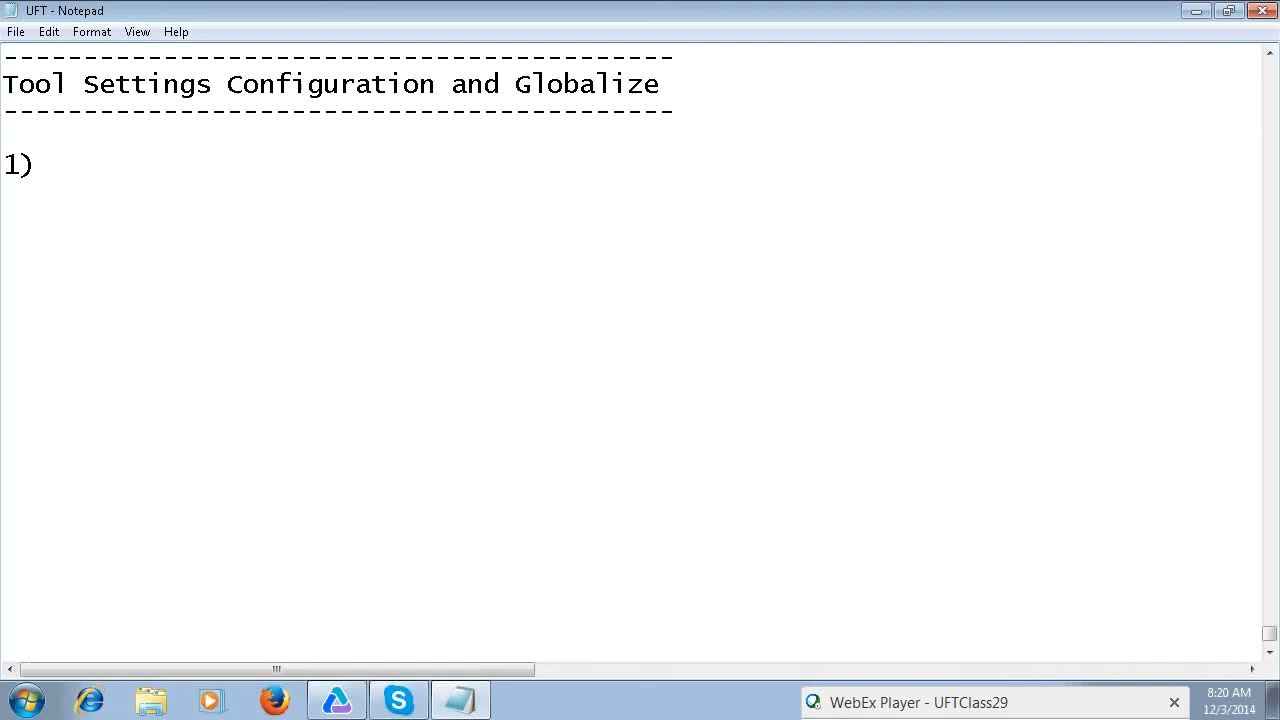 UFT - Notepad
File Edit Format View Help
------------------------------------------
Tool Settings Configuration and Globalize
------------------------------------------
1)
WebEx Player - UFTClass29
8:20 AM
12/3/2014